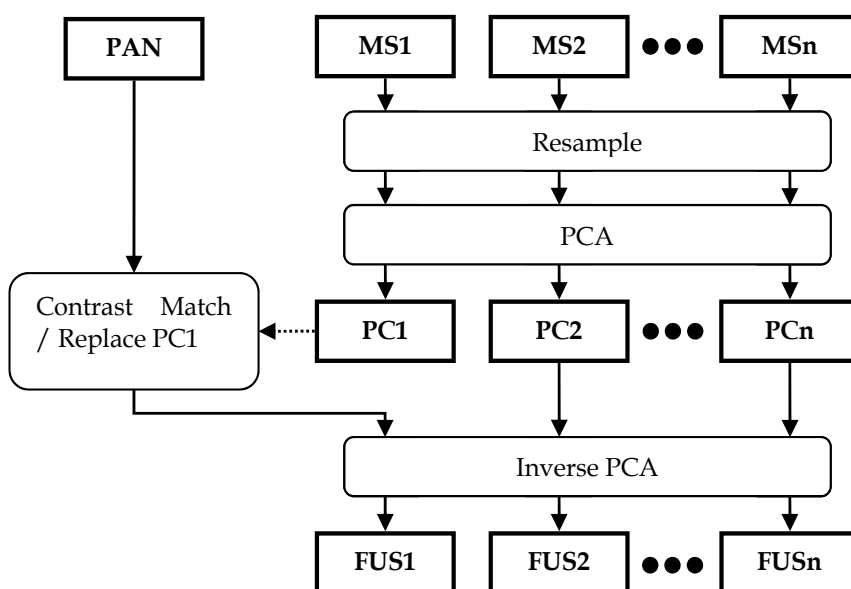 PAN
MS1
MS2
MSn
Resample
PCA
Contrast Match
/ Replace PC1
PC1
PC2
PCn
Inverse PCA
FUS1
FUS2
FUSn